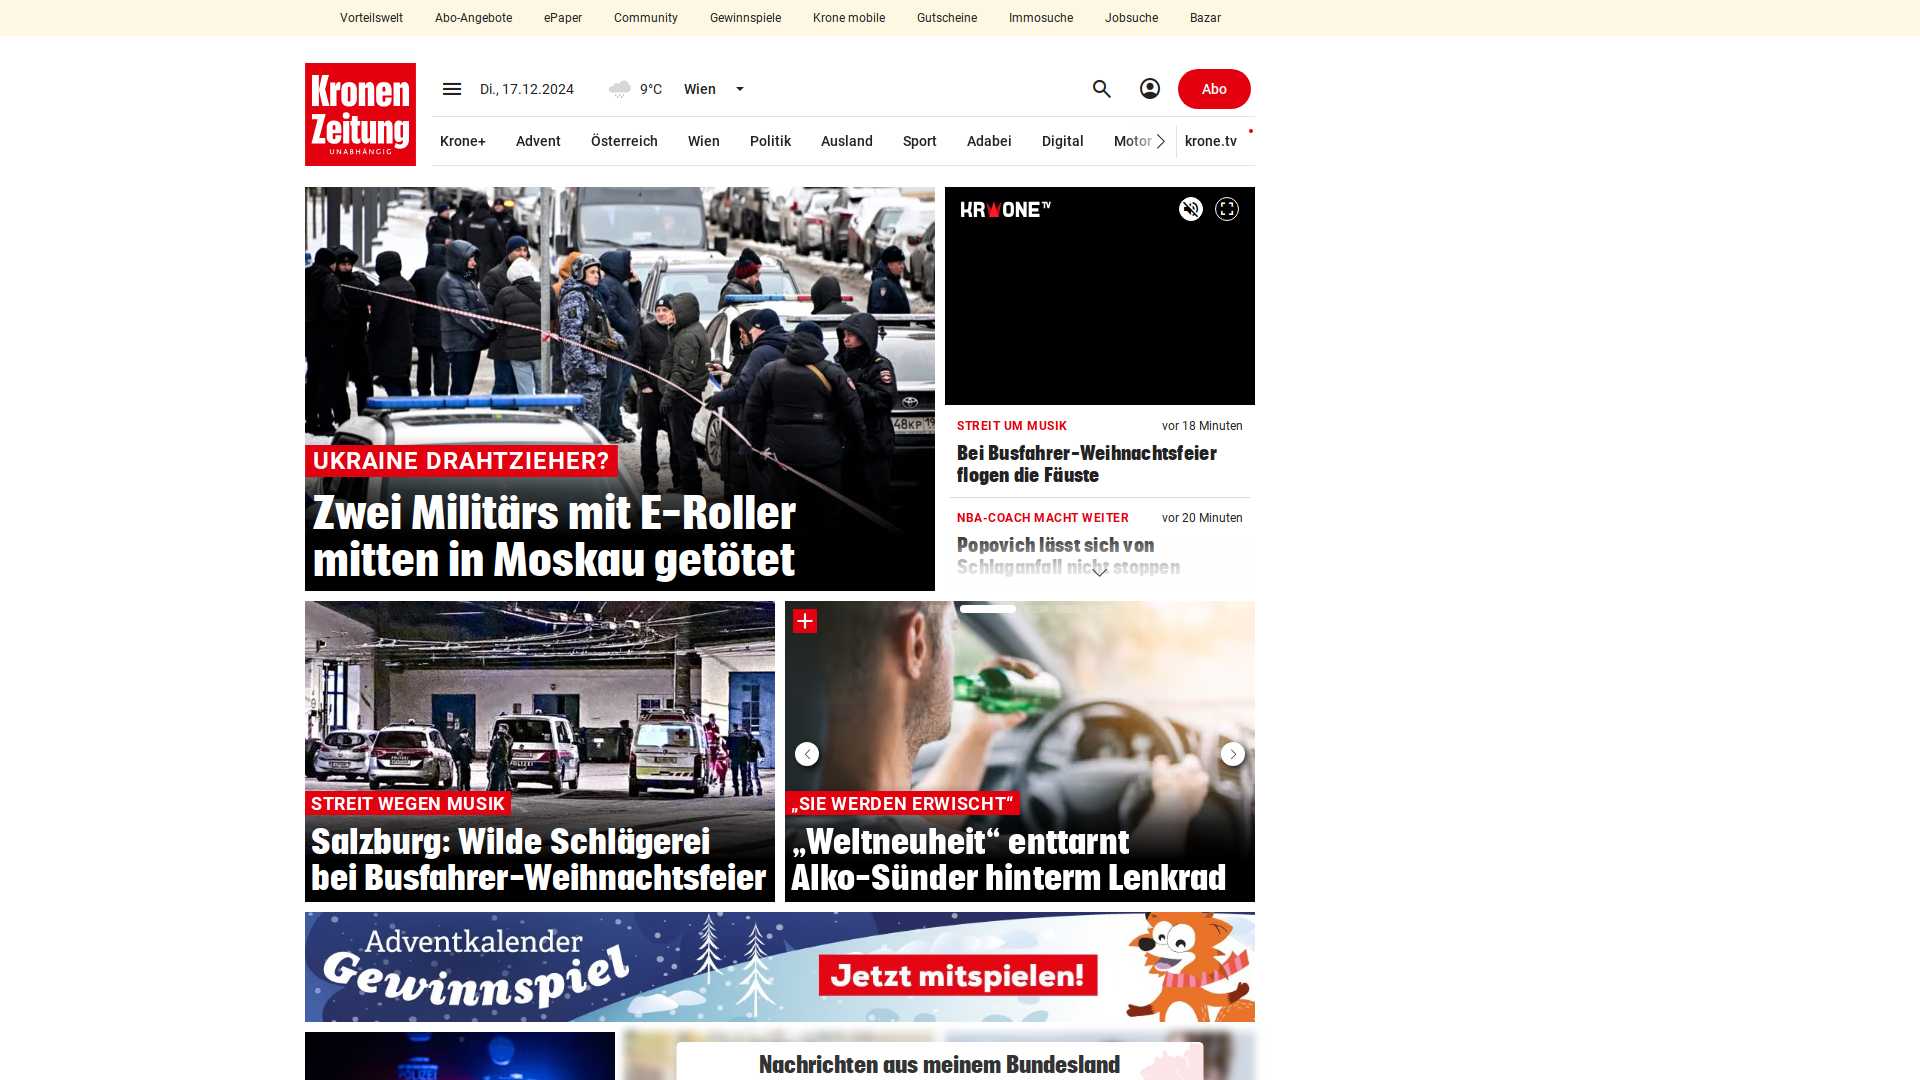 Vorteilswelt Abo-Angebote ePaper Community Gewinnspiele Krone mobile Gutscheine Immosuche Jobsuche Bazar
Kronen
Zeitung
UNABHÄNGIG
Di., 17.12.2024 9°C Wien
Abo
Krone+ Advent Österreich Wien Politik Ausland Sport Adabei Digital Motor krone.tv
KRONE TV
UKRAINE DRAHTZIEHER?
Zwei Militärs mit E-Roller
mitten in Moskau getötet
STREIT UM MUSIK vor 18 Minuten
Bei Busfahrer-Weihnachtsfeier
flogen die Fäuste
NBA-COACH MACHT WEITER vor 20 Minuten
Popovich lässt sich von
Schlaganfall nicht stoppen
STREIT WEGEN MUSIK
Salzburg: Wilde Schlägerei
bei Busfahrer-Weihnachtsfeier
„SIE WERDEN ERWISCHT“
„Weltneuheit“ enttarnt
Alko-Sünder hinterm Lenkrad
Adventkalender
Gewinnspiel
Jetzt mitspielen!
POLIZEI
Nachrichten aus meinem Bundesland